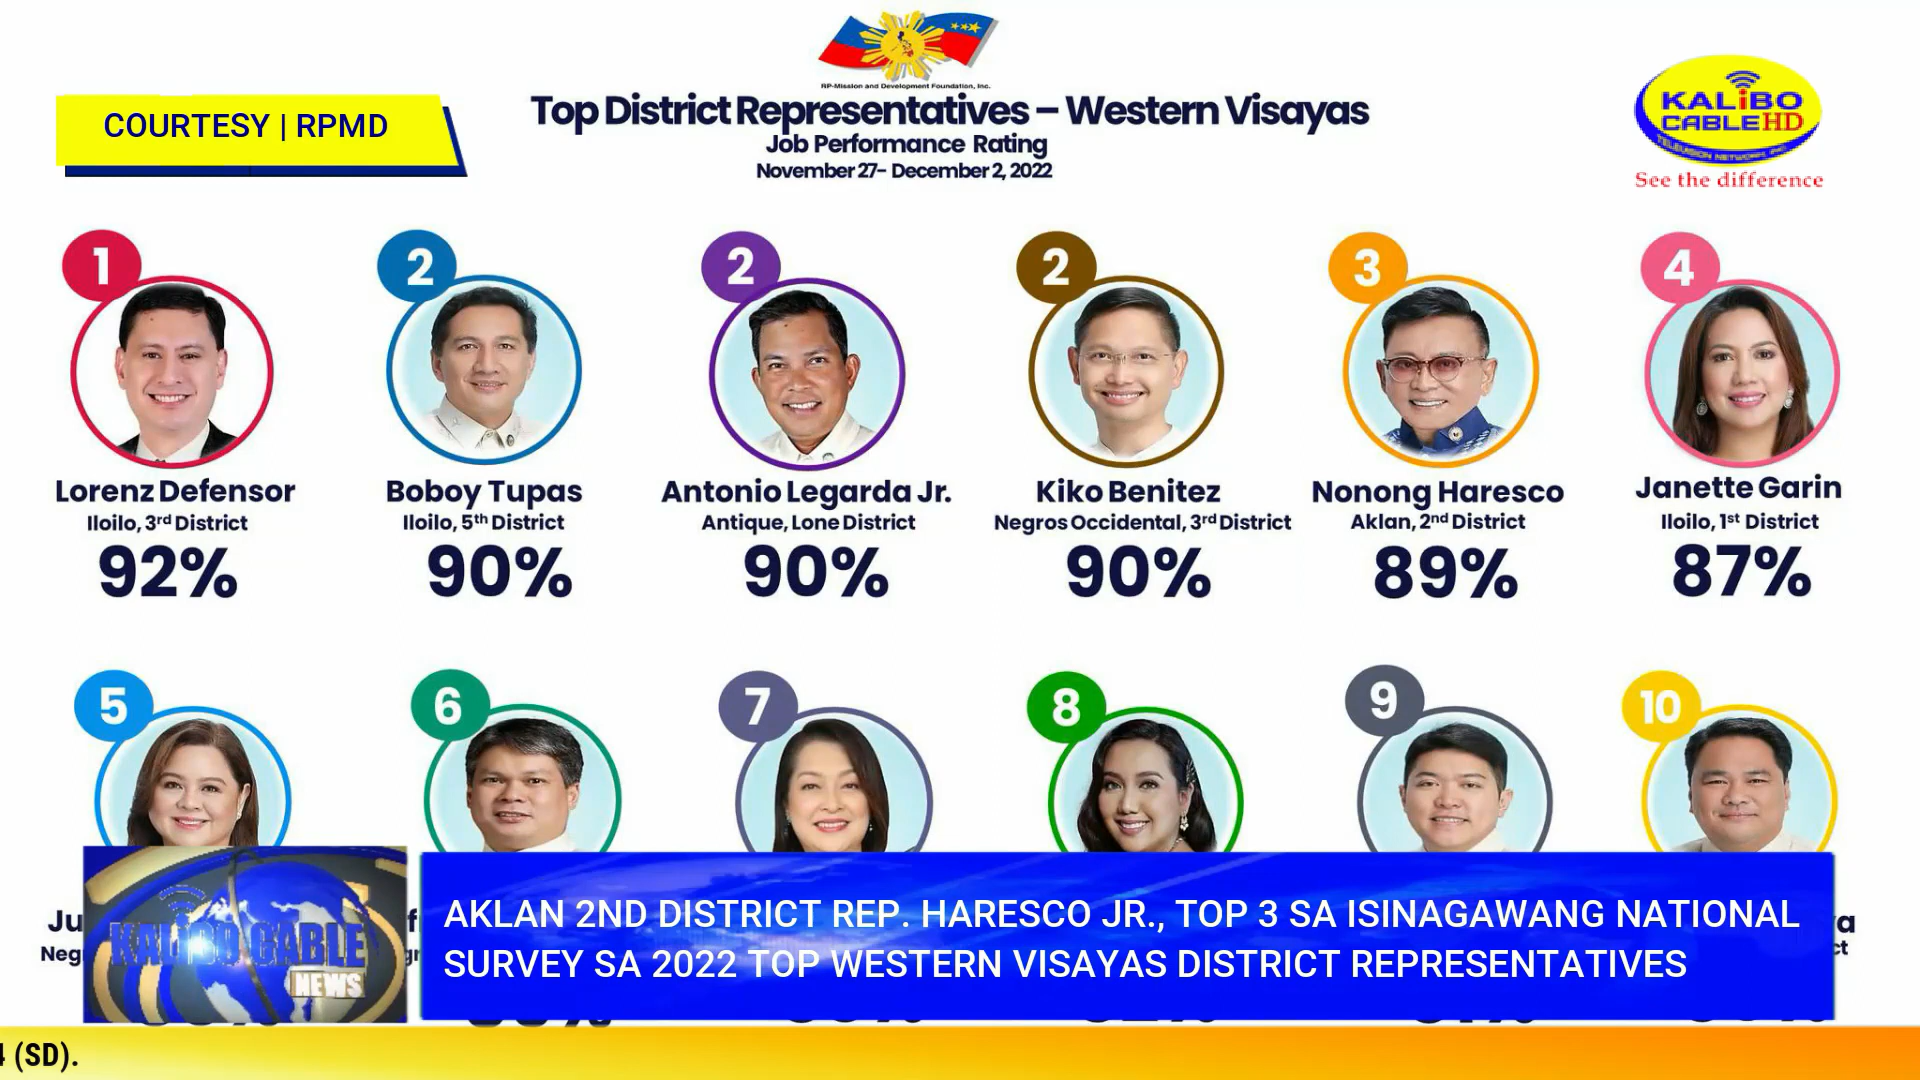 RP-Mission and Development Foundation, Inc.
COURTESY | RPMD
Top District Representatives – Western Visayas
Job Performance Rating
November 27- December 2, 2022
KALiBO
CABLE HD
TELEVISION NETWORK, INC.
See the difference
1
2
2
2
3
4
Lorenz Defensor
Iloilo, 3rd District
92%
Boboy Tupas
Iloilo, 5th District
90%
Antonio Legarda Jr.
Antique, Lone District
90%
Kiko Benitez
Negros Occidental, 3rd District
90%
Nonong Haresco
Aklan, 2nd District
89%
Janette Garin
Iloilo, 1st District
87%
5
6
7
8
9
10
KALIBO CABLE
NEWS
AKLAN 2ND DISTRICT REP. HARESCO JR., TOP 3 SA ISINAGAWANG NATIONAL
SURVEY SA 2022 TOP WESTERN VISAYAS DISTRICT REPRESENTATIVES
(SD).